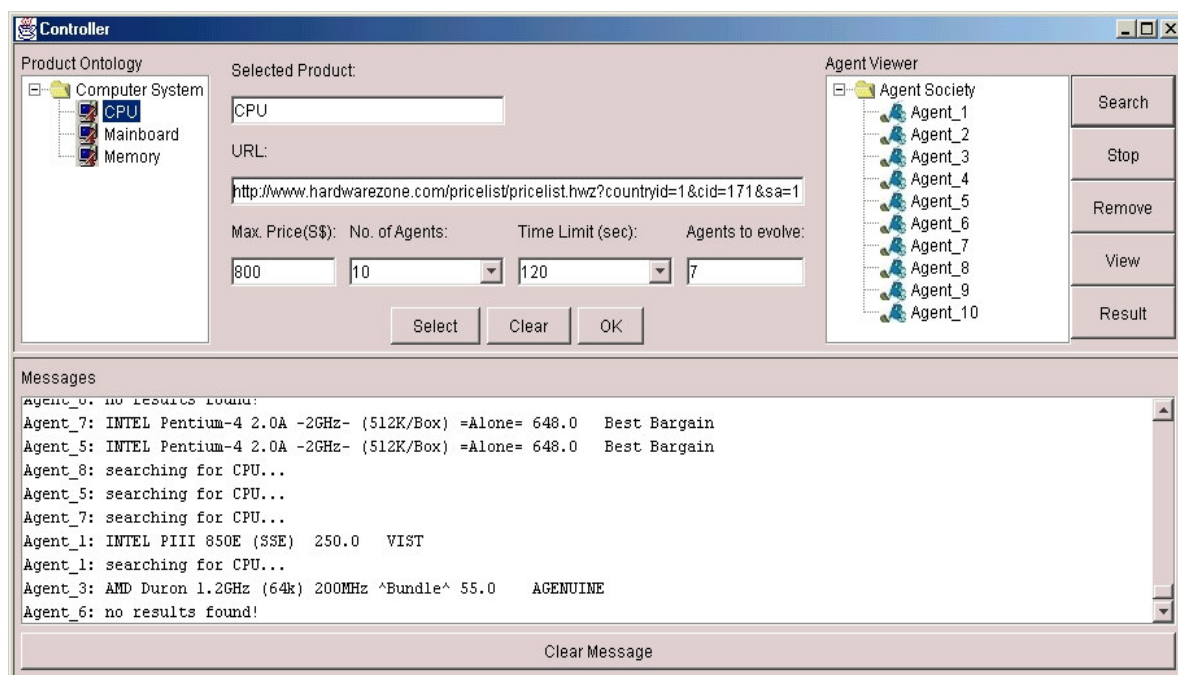 Controller
Product Ontology
Computer System
CPU
Mainboard
Memory
Selected Product:
CPU
URL:
http://www.hardwarezone.com/pricelist/pricelist.hwz?countryid=1&cid=171&sa=1
Max. Price(S$): No. of Agents: Time Limit (sec): Agents to evolve:
800 10 120 7
Select Clear OK
Agent Viewer
Agent Society
Agent_1
Agent_2
Agent_3
Agent_4
Agent_5
Agent_6
Agent_7
Agent_8
Agent_9
Agent_10
Search
Stop
Remove
View
Result
Messages
no results found!
Agent_7: INTEL Pentium-4 2.0A -2GHz- (512K/Box) =Alone= 648.0 Best Bargain
Agent_5: INTEL Pentium-4 2.0A -2GHz- (512K/Box) =Alone= 648.0 Best Bargain
Agent_8: searching for CPU...
Agent_5: searching for CPU...
Agent_7: searching for CPU...
Agent_1: INTEL PIII 850E (SSE) 250.0 VIST
Agent_1: searching for CPU...
Agent_3: AMD Duron 1.2GHz (64k) 200MHz ^Bundle^ 55.0 AGENUINE
Agent_6: no results found!
Clear Message